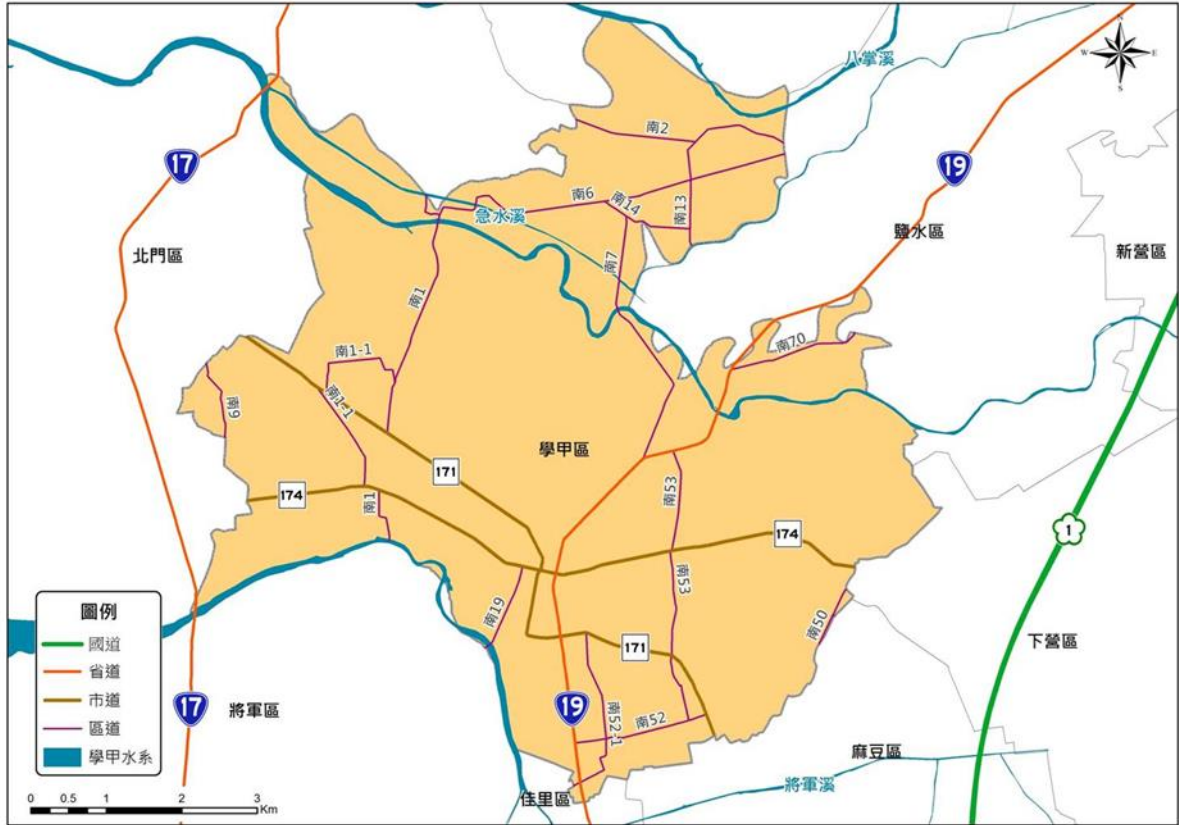 N
W
E
S
八掌溪
南2
17
19
南6
南14
南13
急水溪
鹽水區
北門區
新營區
南7
南1
南70
南1-1
南1-1
南9
學甲區
171
南53
174
南1
174
1
南53
南19
南50
171
下營區
圖例
國道
省道
市道
區道
學甲水系
17
將軍區
19
南52-1
南52
麻豆區
將軍溪
佳里區
0 0.5 1 2 3
Km